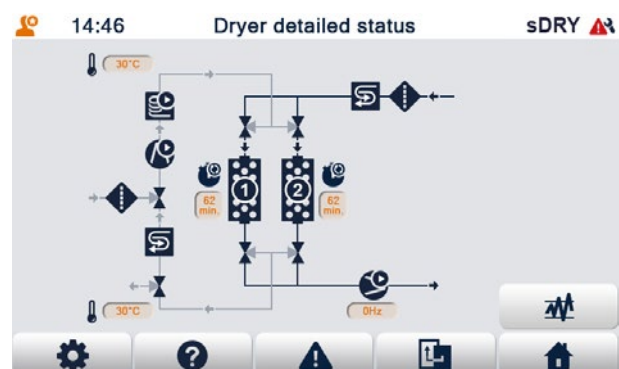 14:46 Dryer detailed status sDRY
30°C
1 2
62 min. 62 min.
30°C
0Hz